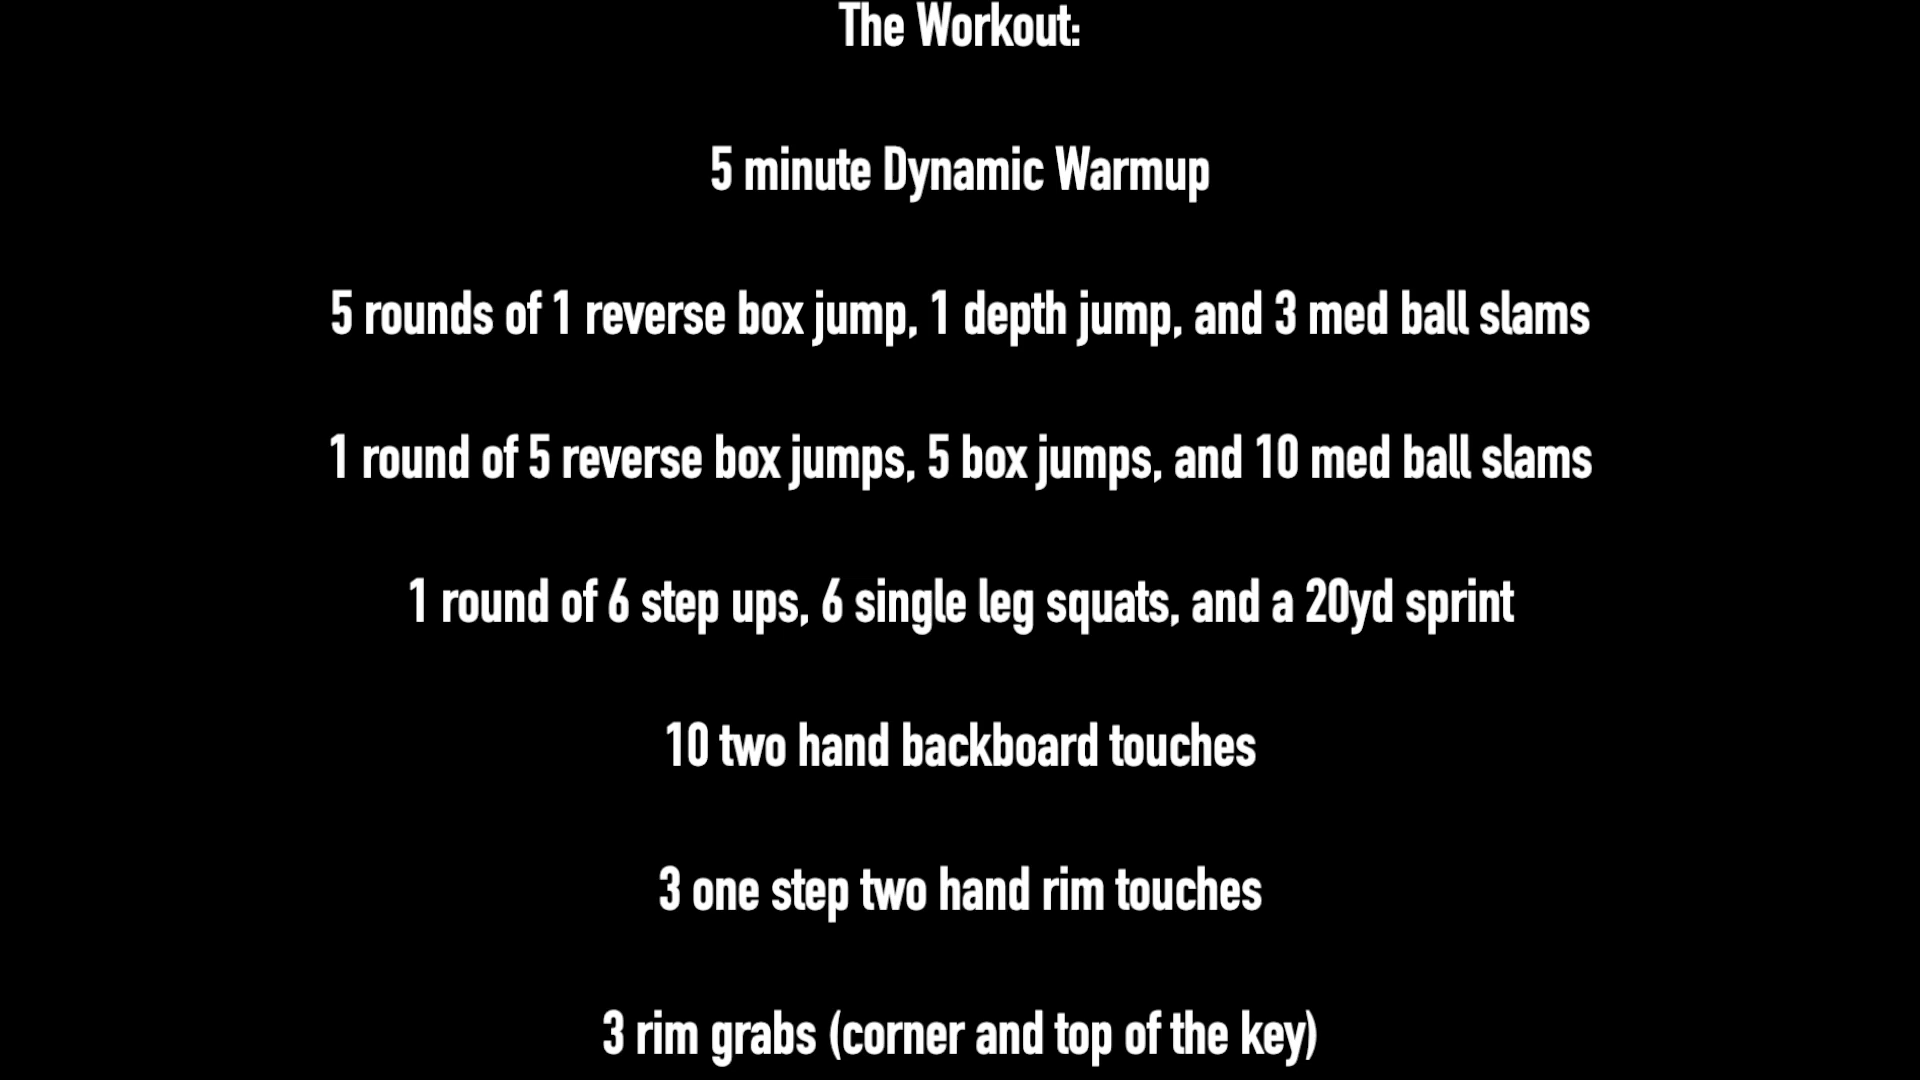 The Workout:
5 minute Dynamic Warmup
5 rounds of 1 reverse box jump, 1 depth jump, and 3 med ball slams
1 round of 5 reverse box jumps, 5 box jumps, and 10 med ball slams
1 round of 6 step ups, 6 single leg squats, and a 20yd sprint
10 two hand backboard touches
3 one step two hand rim touches
3 rim grabs (corner and top of the key)